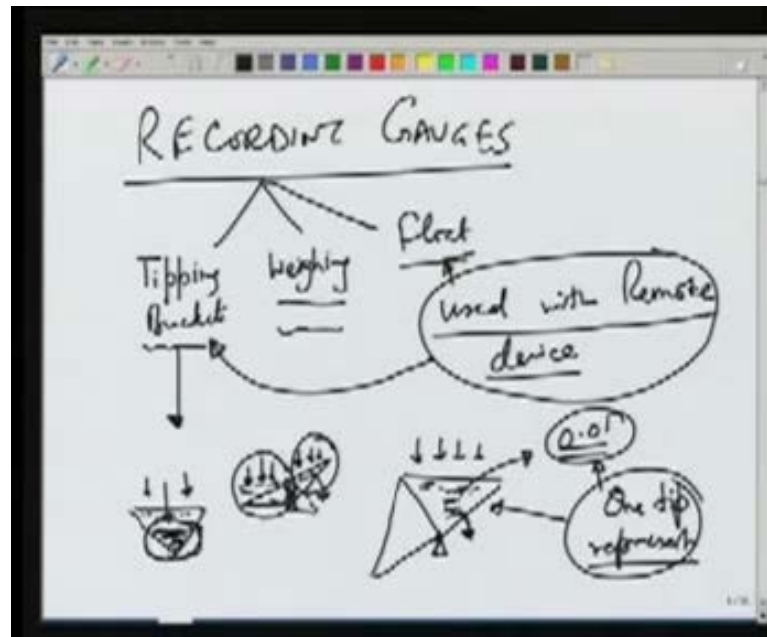 RECORDING GAUGES
Tipping
Bucket
Weighing
Float
used with Remote
device
0.01"
One tip
represents